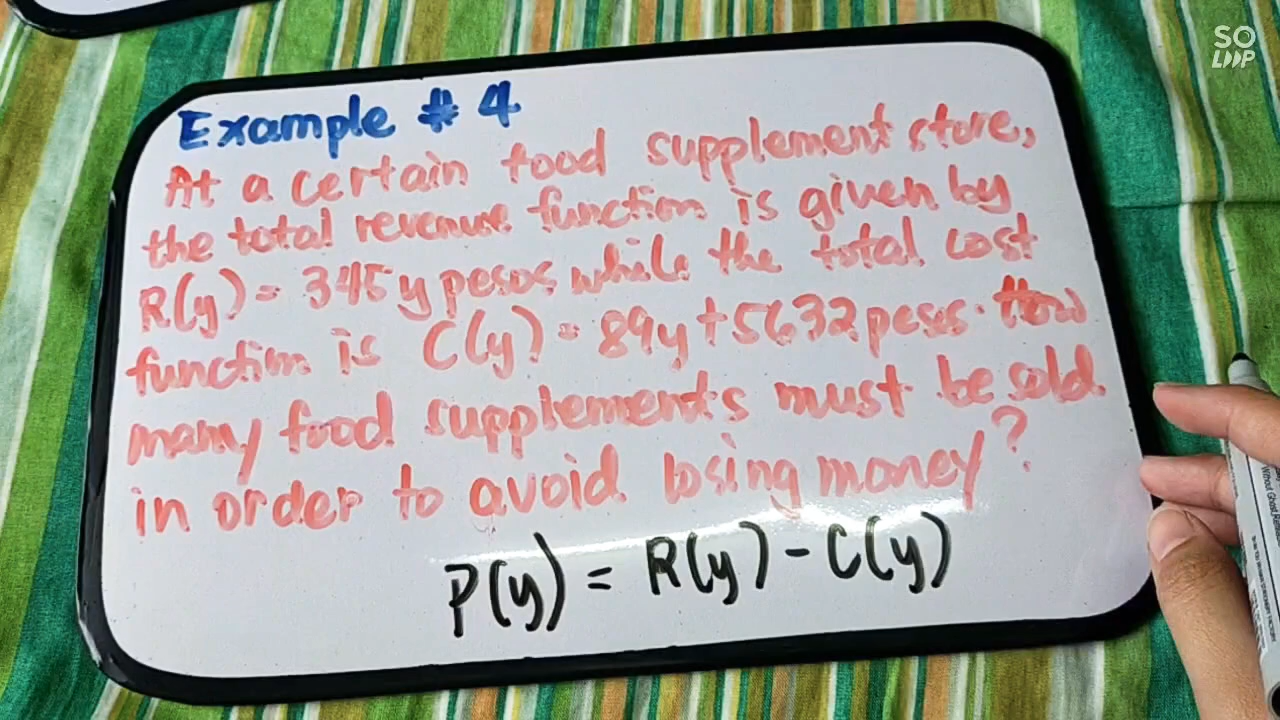 SO
LOOP
Example # 4
At a certain food supplement store,
the total revenue function is given by
R(y) = 345y pesos while the total cost
function is C(y) = 89y + 5632 pesos. How
many food supplements must be sold
in order to avoid losing money?
P(y) = R(y) - C(y)